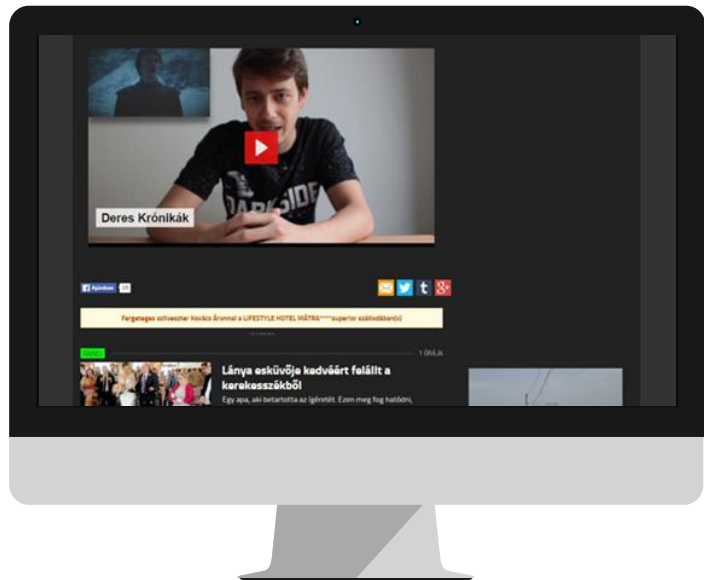 DARKSIDE
Deres Krónikák
Ajánlom
t
g+
Fergeteges szilveszter Kovács Áronnal a LIFESTYLE HOTEL MÁTRA****superior szállodában(x)
1 ÓRÁJA
Lánya esküvője kedvéért felállt a
kerekesszékből
Egy apa, aki betartotta az ígéretét. Ezen meg fog hatódni,